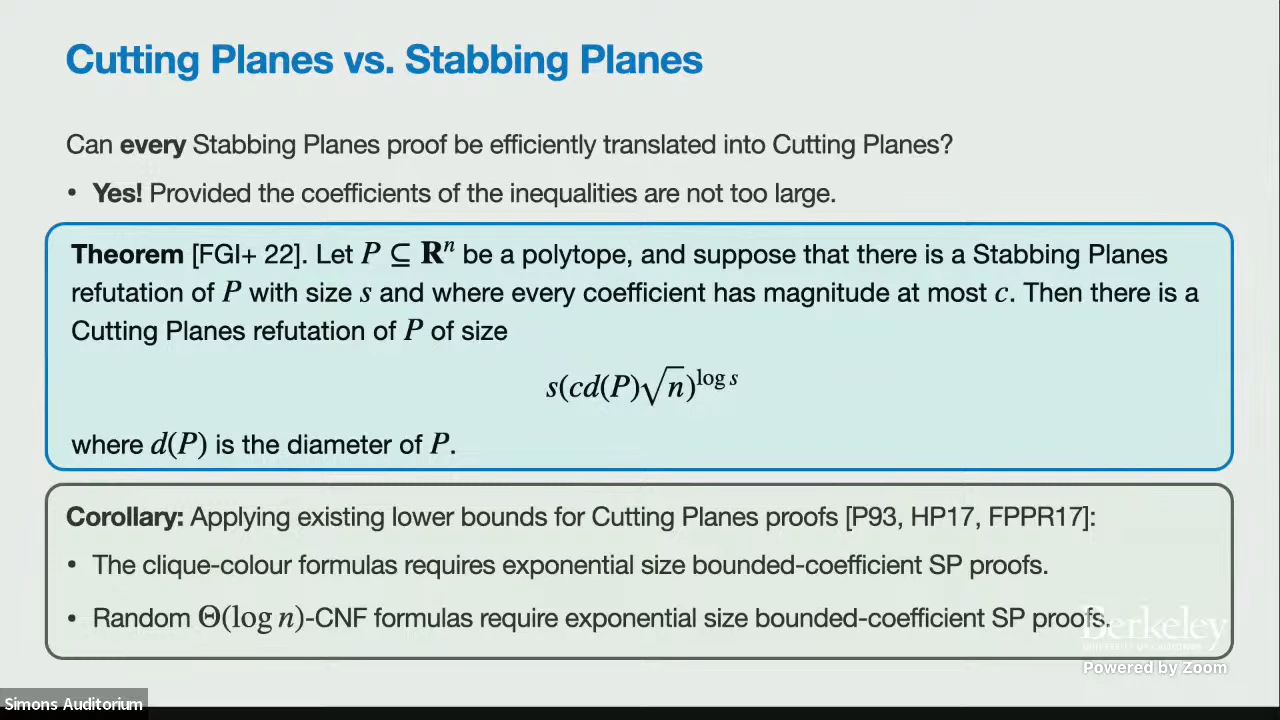 Cutting Planes vs. Stabbing Planes
Can every Stabbing Planes proof be efficiently translated into Cutting Planes?
• Yes! Provided the coefficients of the inequalities are not too large.
Theorem [FGI+ 22]. Let P ⊆ Rⁿ be a polytope, and suppose that there is a Stabbing Planes
refutation of P with size s and where every coefficient has magnitude at most c. Then there is a
Cutting Planes refutation of P of size
s(cd(P)√n)^{log s}
where d(P) is the diameter of P.
Corollary: Applying existing lower bounds for Cutting Planes proofs [P93, HP17, FPPR17]:
• The clique-colour formulas requires exponential size bounded-coefficient SP proofs.
• Random Θ(log n)-CNF formulas require exponential size bounded-coefficient SP proofs.
Berkeley
Powered by Zoom
Simons Auditorium